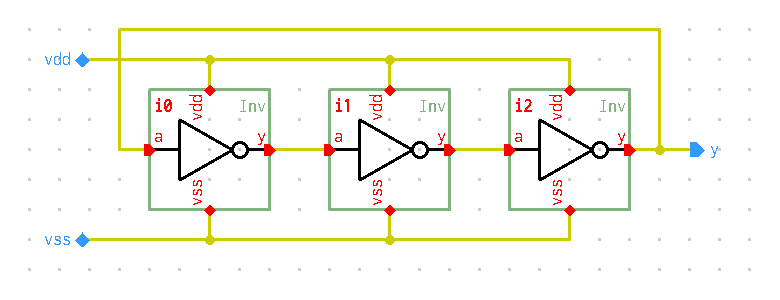 vdd
i0 vdd Inv
a y
vss
i1 vdd Inv
a y
vss
i2 vdd Inv
a y
vss
y
vss